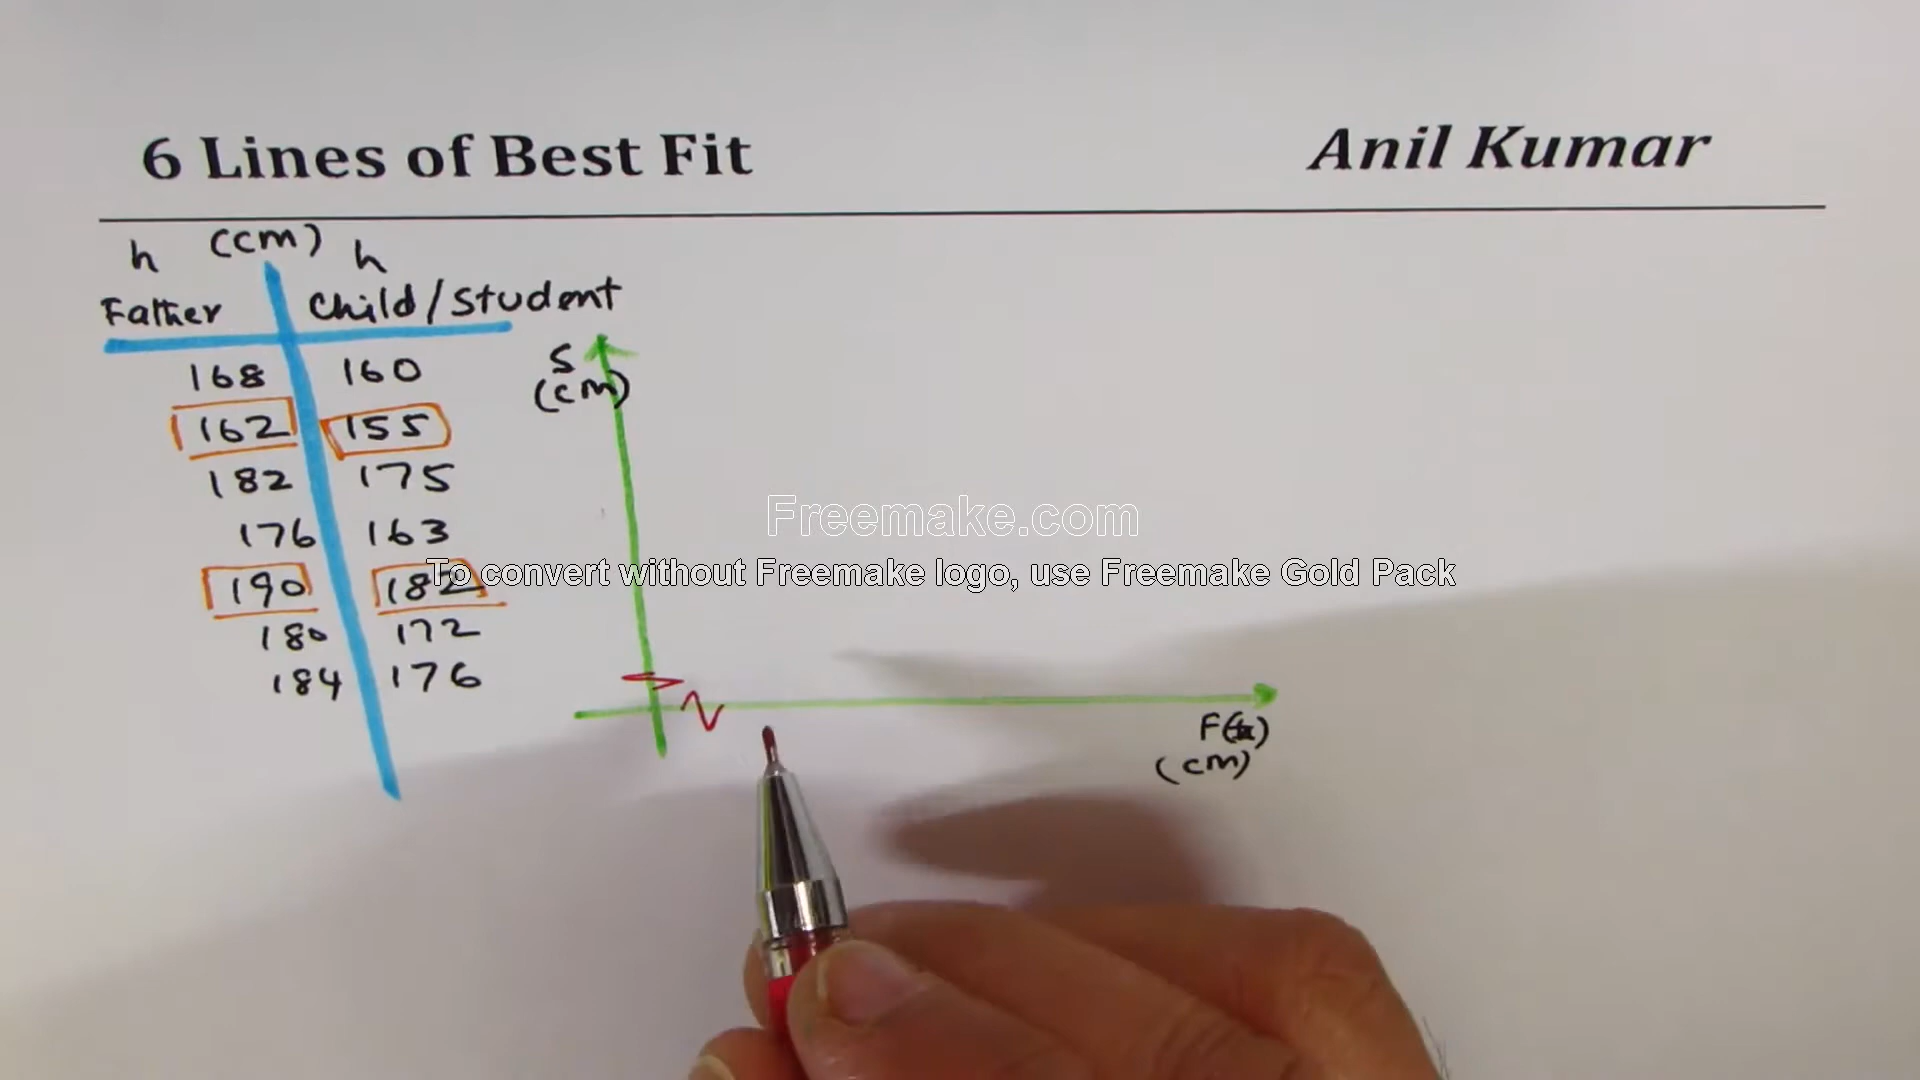 6 Lines of Best Fit
Anil Kumar
h (cm) h
Father Child/Student
168 160
162 155
182 175
176 163
190 182
180 172
184 176
S
(cm)
Freemake.com
To convert without Freemake logo, use Freemake Gold Pack
F
(cm)